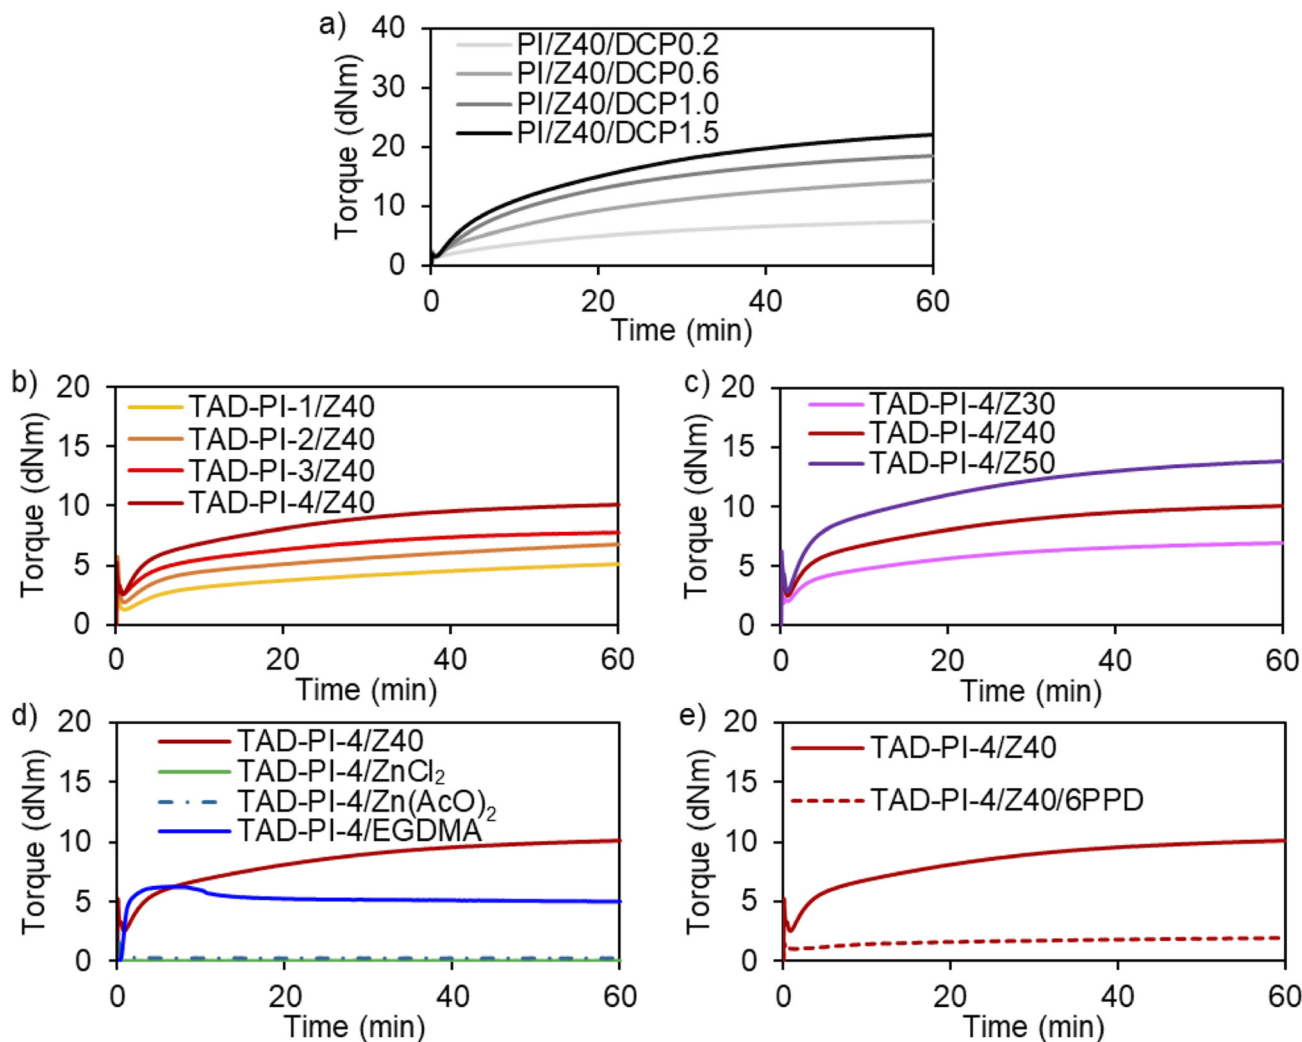 a)
40
30
20
10
0
Torque (dNm)
PI/Z40/DCP0.2
PI/Z40/DCP0.6
PI/Z40/DCP1.0
PI/Z40/DCP1.5
0 20 40 60
Time (min)
b)
20
15
10
5
0
Torque (dNm)
TAD-PI-1/Z40
TAD-PI-2/Z40
TAD-PI-3/Z40
TAD-PI-4/Z40
0 20 40 60
Time (min)
c)
20
15
10
5
0
Torque (dNm)
TAD-PI-4/Z30
TAD-PI-4/Z40
TAD-PI-4/Z50
0 20 40 60
Time (min)
d)
20
15
10
5
0
Torque (dNm)
TAD-PI-4/Z40
TAD-PI-4/ZnCl₂
TAD-PI-4/Zn(AcO)₂
TAD-PI-4/EGDMA
0 20 40 60
Time (min)
e)
20
15
10
5
0
Torque (dNm)
TAD-PI-4/Z40
TAD-PI-4/Z40/6PPD
0 20 40 60
Time (min)